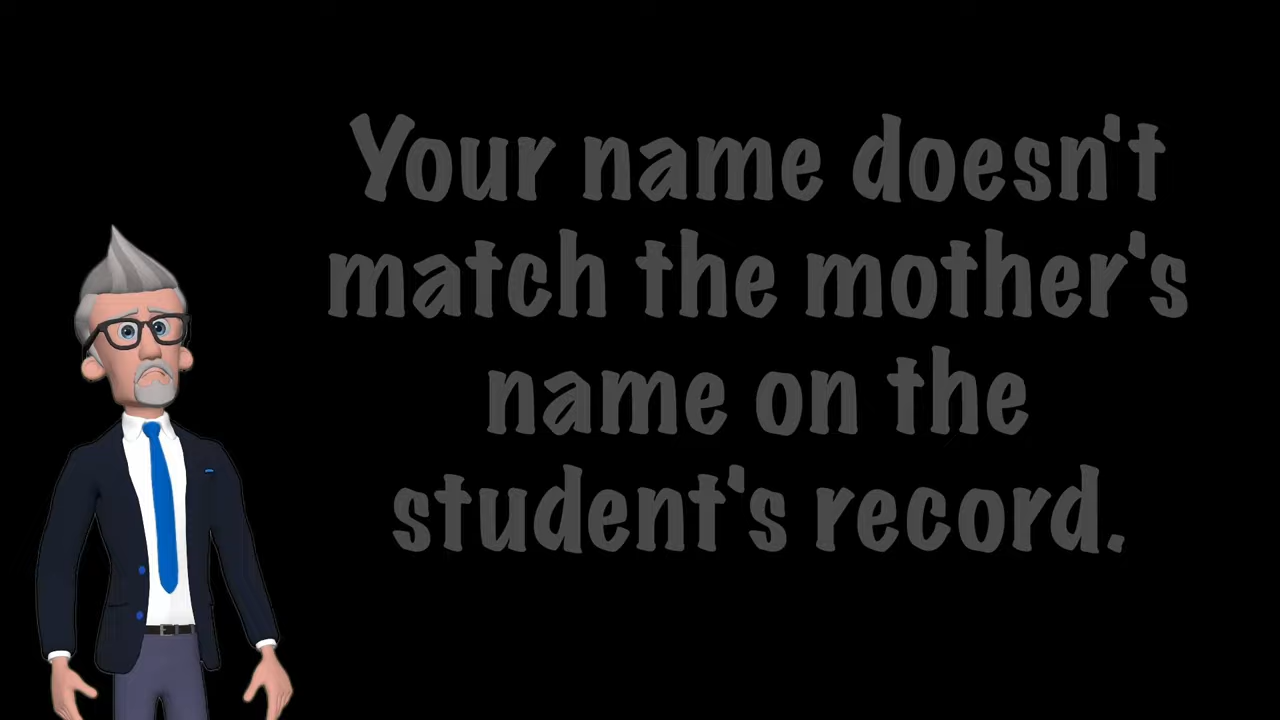 Your name doesn't
match the mother's
name on the
student's record.